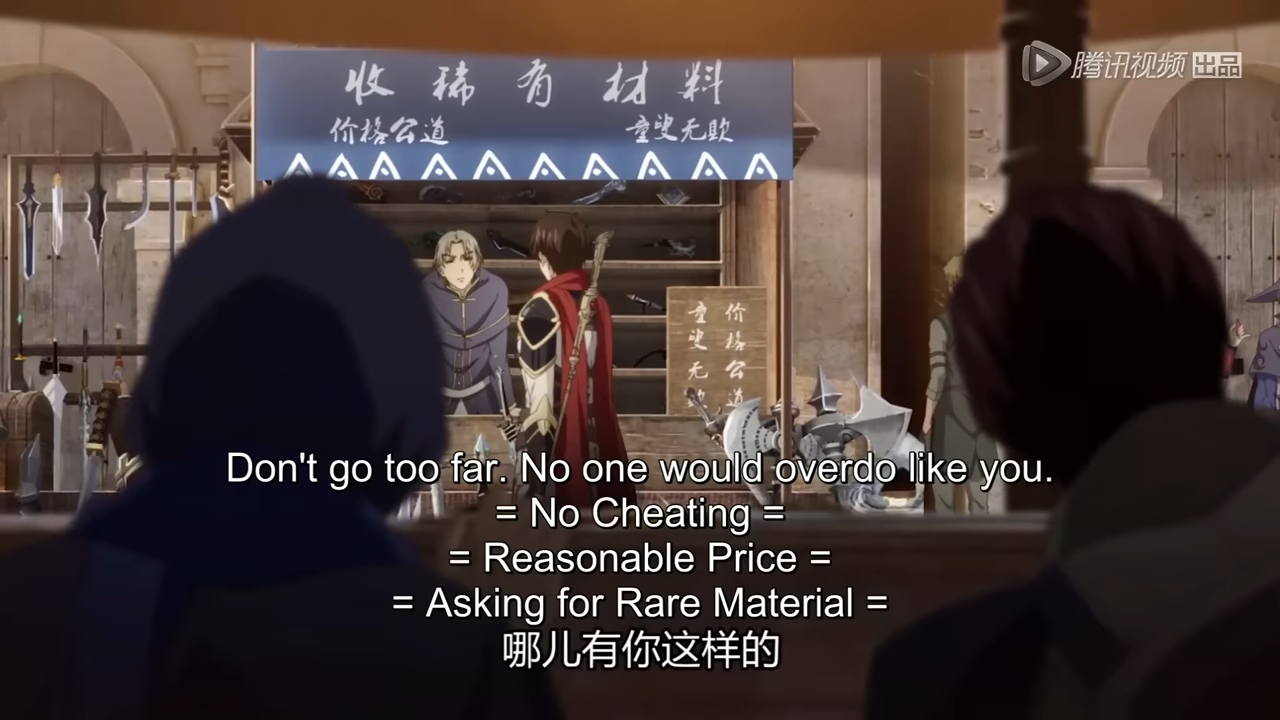 腾讯视频 出品
收稀有材料
价格公道 童叟无欺
价格公道
童叟无欺
Don't go too far. No one would overdo like you.
= No Cheating =
= Reasonable Price =
= Asking for Rare Material =
哪儿有你这样的